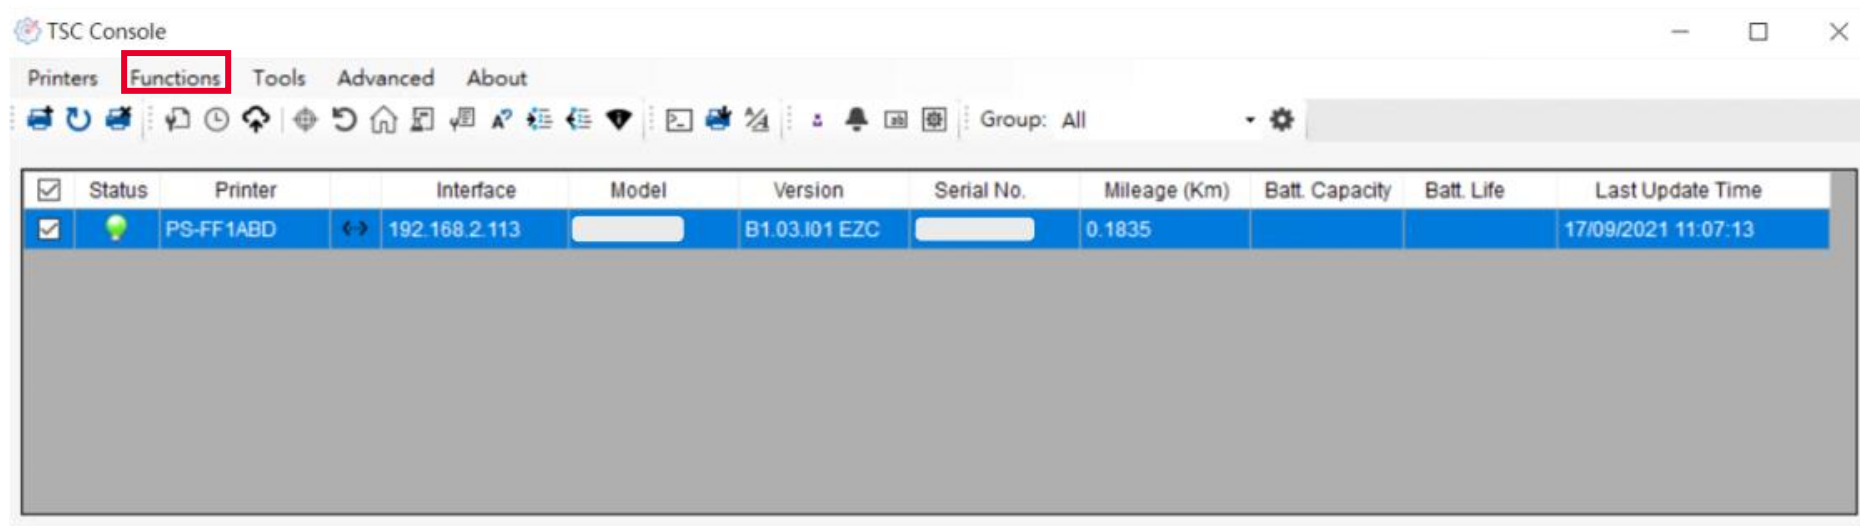 TSC Console
Printers Functions Tools Advanced About
Group: All
Status Printer Interface Model Version Serial No. Mileage (Km) Batt. Capacity Batt. Life Last Update Time
PS-FF1ABD 192.168.2.113 B1.03.I01 EZC 0.1835 17/09/2021 11:07:13